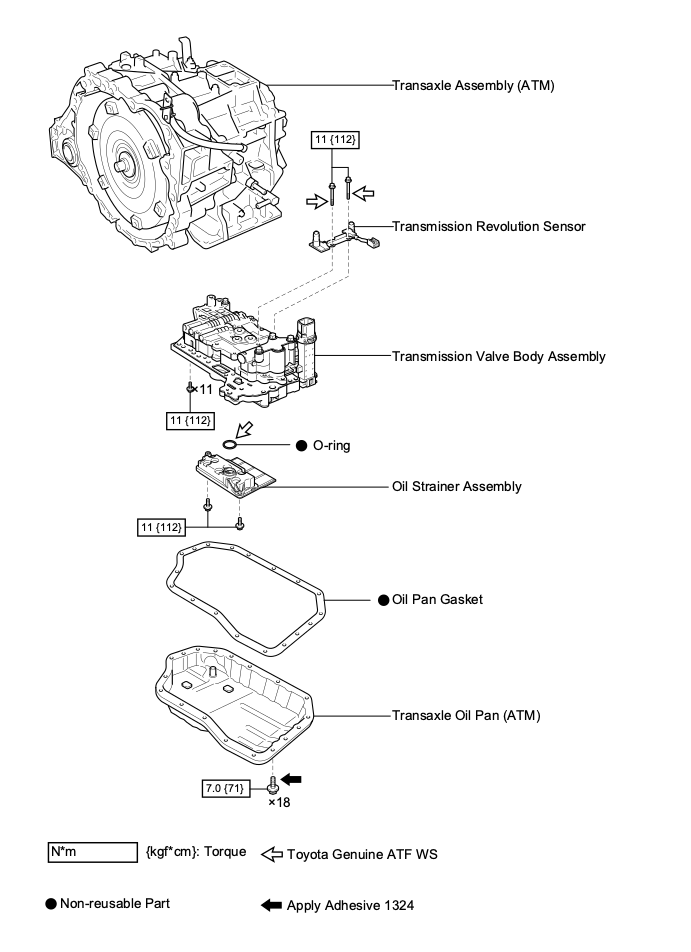 Transaxle Assembly (ATM)
11 {112}
Transmission Revolution Sensor
Transmission Valve Body Assembly
×11
11 {112}
● O-ring
Oil Strainer Assembly
11 {112}
● Oil Pan Gasket
Transaxle Oil Pan (ATM)
7.0 {71}
×18
N*m {kgf*cm}: Torque Toyota Genuine ATF WS
● Non-reusable Part Apply Adhesive 1324